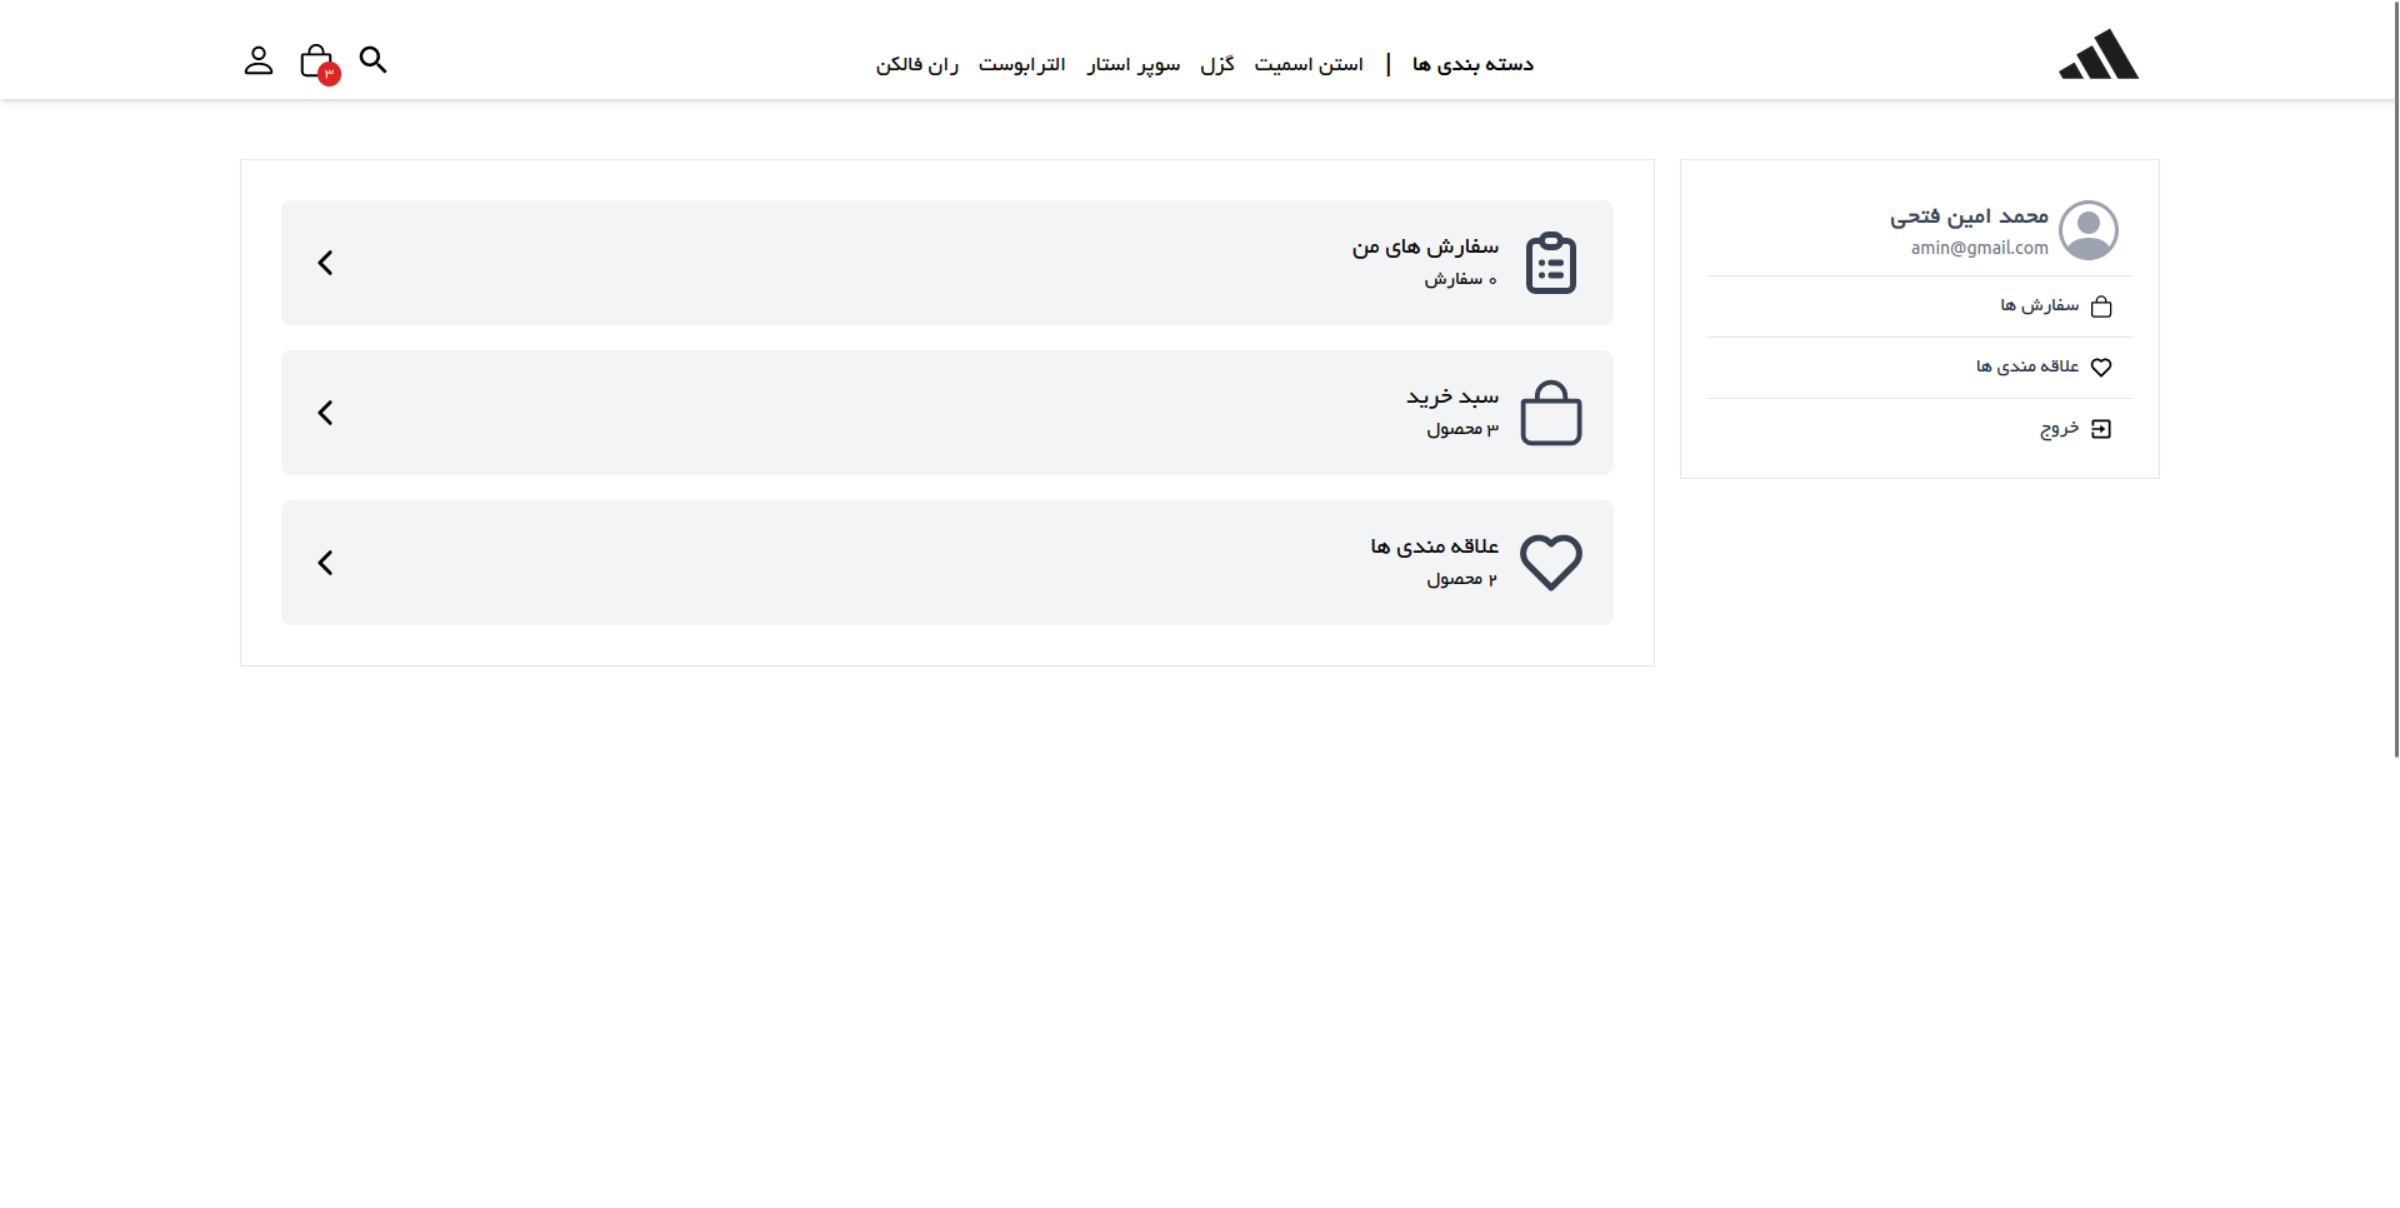 دسته بندی ها | استن اسمیت گزل سوپر استار الترابوست ران فالکن
۳
محمد امین فتحی
amin@gmail.com
سفارش ها
علاقه مندی ها
خروج
سفارش های من
۰ سفارش
سبد خرید
۳ محصول
علاقه مندی ها
۲ محصول